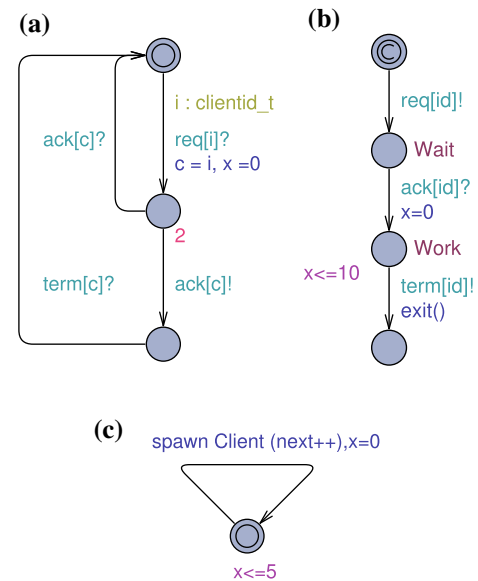 (a)
i : clientid_t
req[i]?
c = i, x =0
ack[c]?
2
term[c]?
ack[c]!
(b)
C
req[id]!
Wait
ack[id]?
x=0
Work
x<=10
term[id]!
exit()
(c)
spawn Client (next++),x=0
x<=5